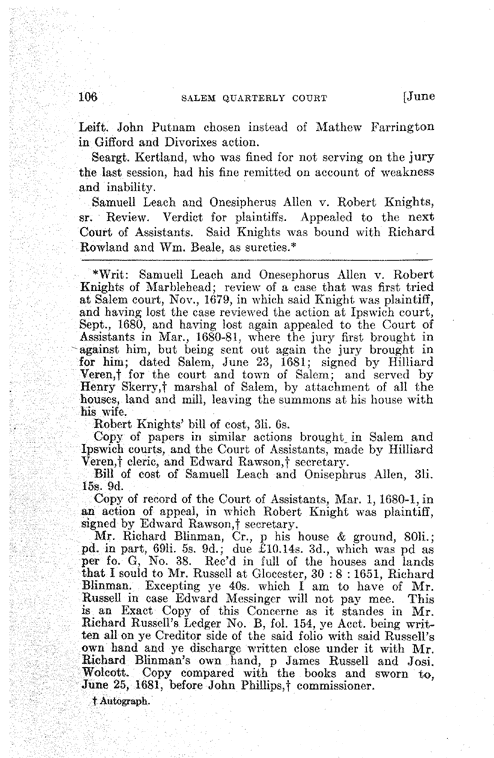 106 SALEM QUARTERLY COURT [June
Leift. John Putnam chosen instead of Mathew Farrington
in Gifford and Divorixes action.
Seargt. Kertland, who was fined for not serving on the jury
the last session, had his fine remitted on account of weakness
and inability.
Samuell Leach and Onesipherus Allen v. Robert Knights,
sr. Review. Verdict for plaintiffs. Appealed to the next
Court of Assistants. Said Knights was bound with Richard
Rowland and Wm. Beale, as sureties.*
*Writ: Samuell Leach and Onesephorus Allen v. Robert
Knights of Marblehead; review of a case that was first tried
at Salem court, Nov., 1679, in which said Knight was plaintiff,
and having lost the case reviewed the action at Ipswich court,
Sept., 1680, and having lost again appealed to the Court of
Assistants in Mar., 1680-81, where the jury first brought in
against him, but being sent out again the jury brought in
for him; dated Salem, June 23, 1681; signed by Hilliard
Veren,† for the court and town of Salem; and served by
Henry Skerry,† marshal of Salem, by attachment of all the
houses, land and mill, leaving the summons at his house with
his wife.
Robert Knights' bill of cost, 3li. 6s.
Copy of papers in similar actions brought in Salem and
Ipswich courts, and the Court of Assistants, made by Hilliard
Veren,† cleric, and Edward Rawson,† secretary.
Bill of cost of Samuell Leach and Onisephrus Allen, 3li.
15s. 9d.
Copy of record of the Court of Assistants, Mar. 1, 1680-1, in
an action of appeal, in which Robert Knight was plaintiff,
signed by Edward Rawson,† secretary.
Mr. Richard Blinman, Cr., p his house & ground, 80li.;
pd. in part, 69li. 5s. 9d.; due £10.14s. 3d., which was pd as
per fo. G, No. 38. Rec'd in full of the houses and lands
that I sould to Mr. Russell at Glocester, 30 : 8 : 1651, Richard
Blinman. Excepting ye 40s. which I am to have of Mr.
Russell in case Edward Messinger will not pay mee. This
is an Exact Copy of this Concerne as it standes in Mr.
Richard Russell's Ledger No. B, fol. 154, ye Acct. being writ-
ten all on ye Creditor side of the said folio with said Russell's
own hand and ye discharge written close under it with Mr.
Richard Blinman's own hand, p James Russell and Josi.
Wolcott. Copy compared with the books and sworn to,
June 25, 1681, before John Phillips,† commissioner.
† Autograph.